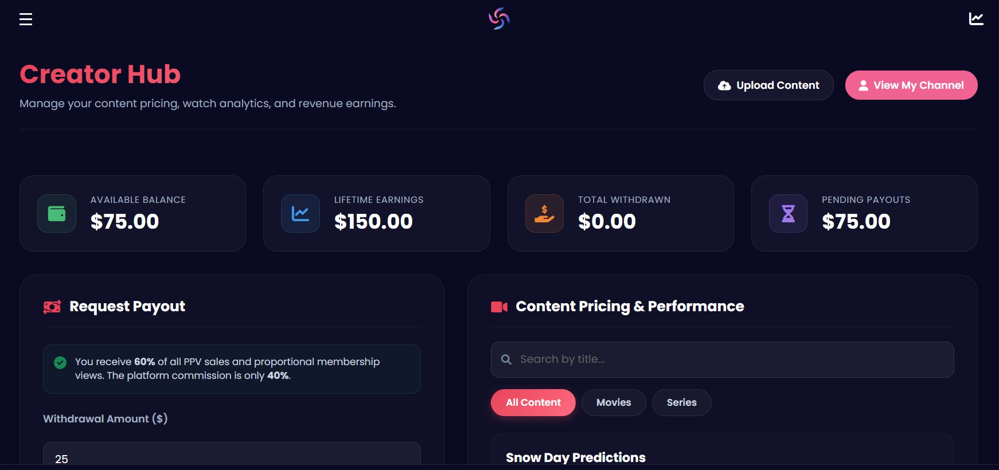 Creator Hub
Manage your content pricing, watch analytics, and revenue earnings.
Upload Content
View My Channel
AVAILABLE BALANCE
$75.00
LIFETIME EARNINGS
$150.00
TOTAL WITHDRAWN
$0.00
PENDING PAYOUTS
$75.00
Request Payout
You receive 60% of all PPV sales and proportional membership
views. The platform commission is only 40%.
Withdrawal Amount ($)
25
Content Pricing & Performance
Search by title...
All Content
Movies
Series
Snow Day Predictions